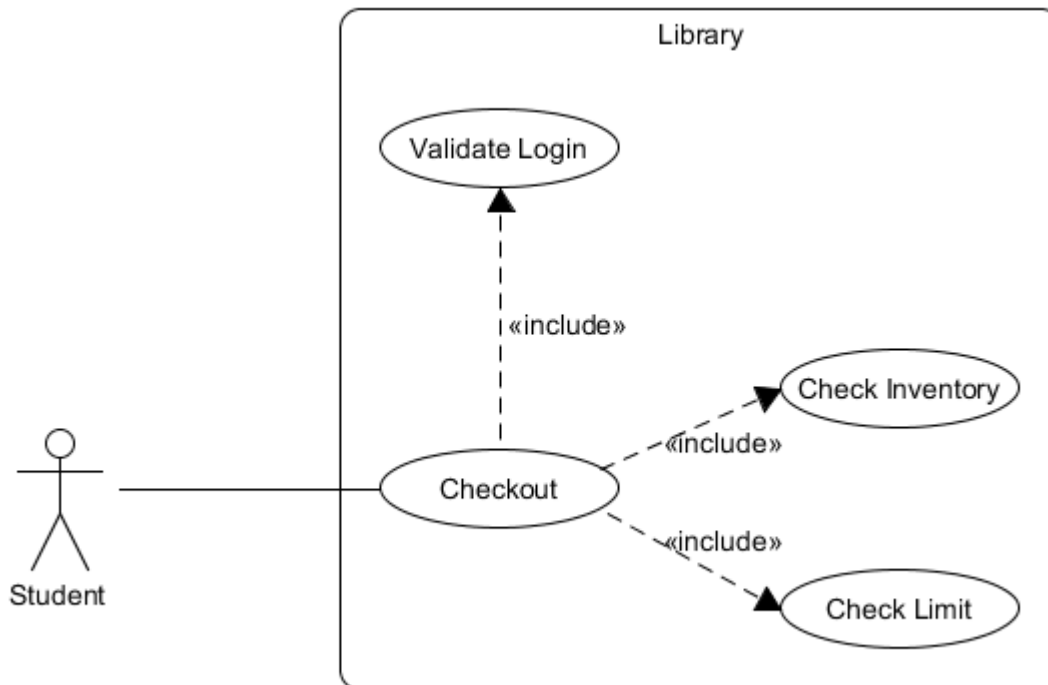 Library
Validate Login
«include»
Check Inventory
«include»
Checkout
«include»
Student
Check Limit